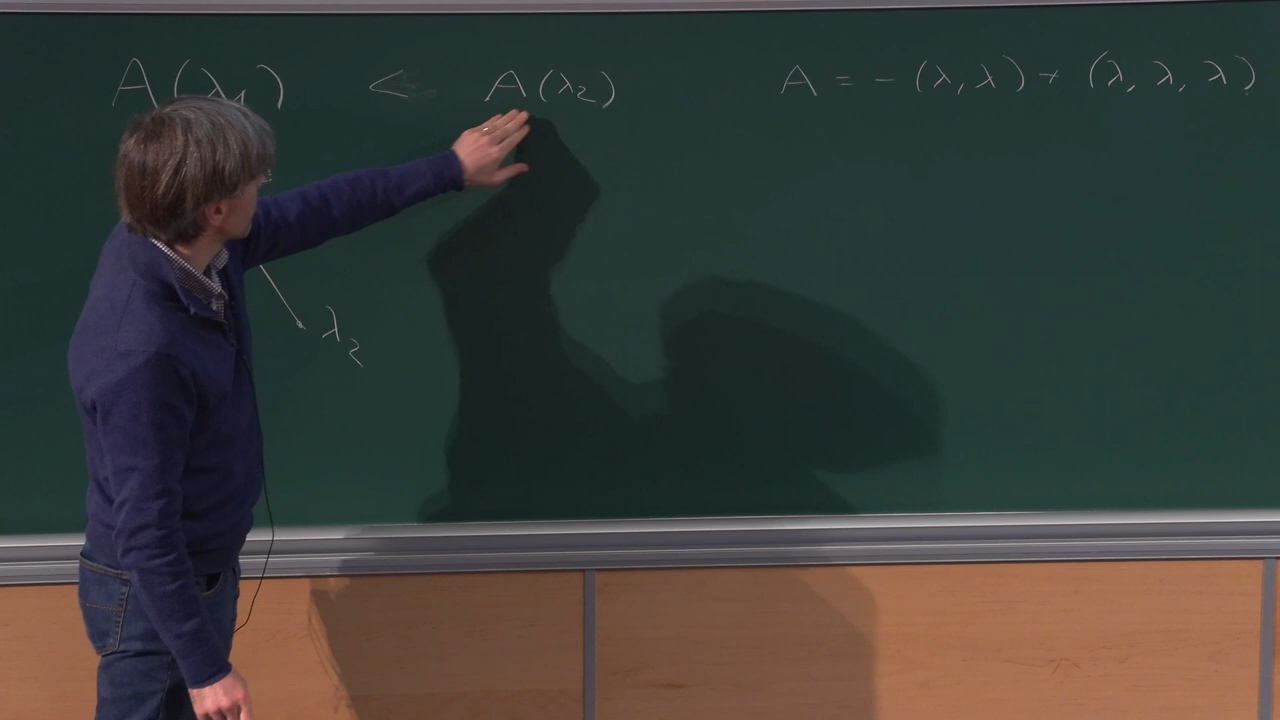 A(λ₁) < A(λ₂) A = - (λ, λ) + (λ, λ, λ)
λ₂